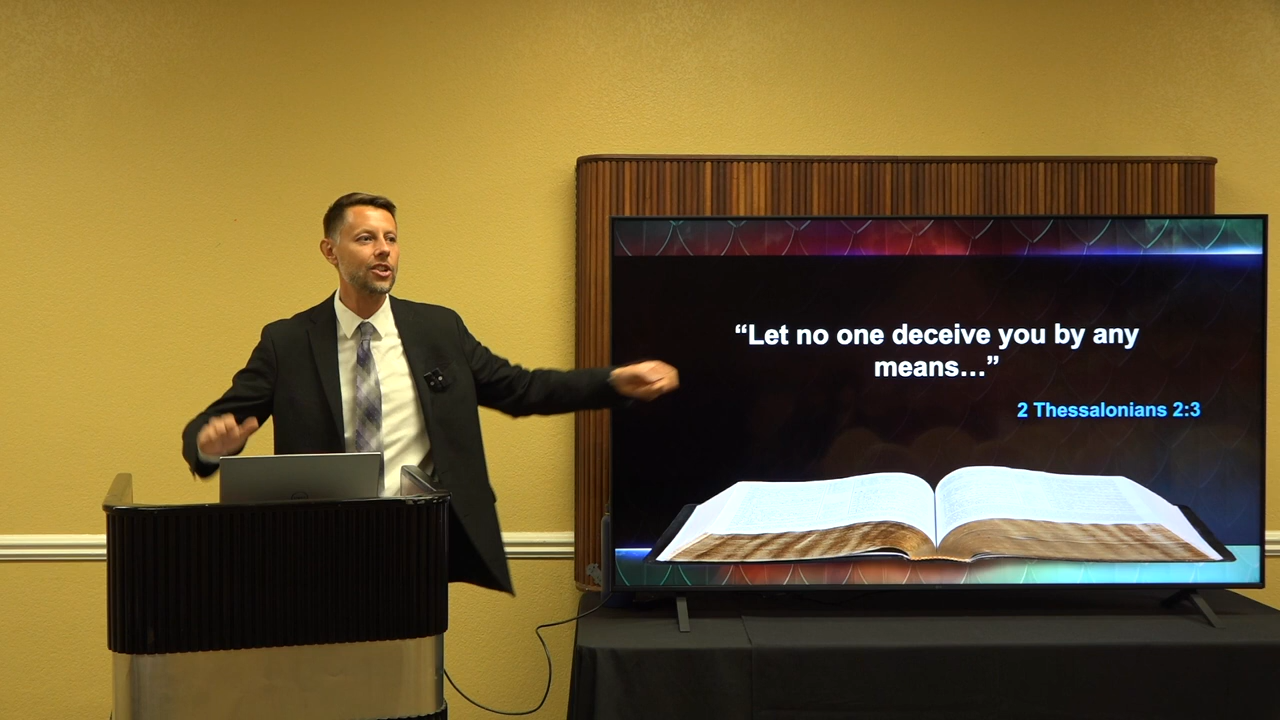 “Let no one deceive you by any
means…”
2 Thessalonians 2:3